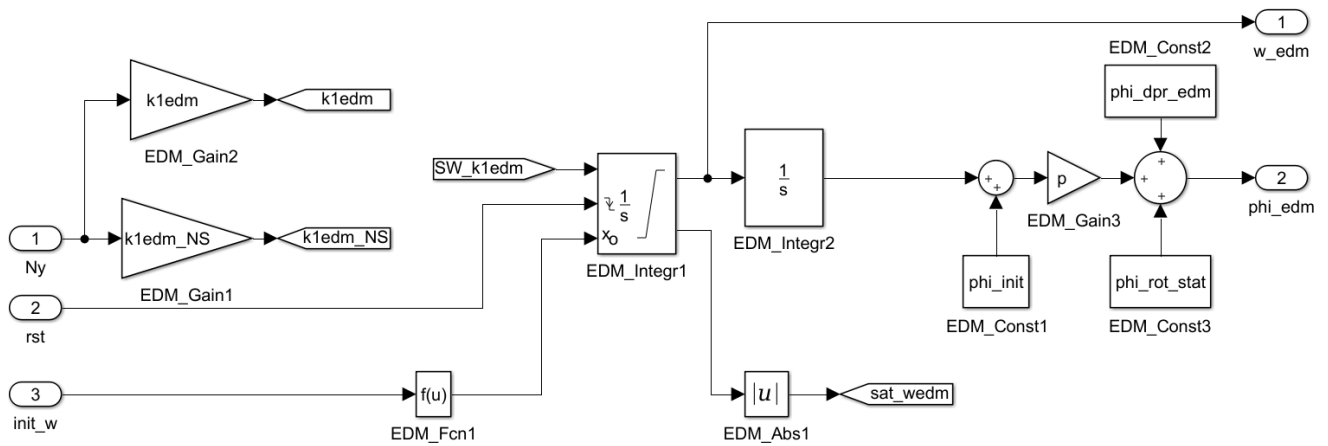 1
w_edm
EDM_Const2
phi_dpr_edm
k1edm
k1edm
EDM_Gain2
SW_k1edm
1
s
x
o
EDM_Integr1
1
s
EDM_Integr2
+
+
p
EDM_Gain3
+
+
+
2
phi_edm
1
Ny
k1edm_NS
k1edm_NS
EDM_Gain1
phi_init
EDM_Const1
phi_rot_stat
EDM_Const3
2
rst
3
init_w
f(u)
EDM_Fcn1
|u|
EDM_Abs1
sat_wedm